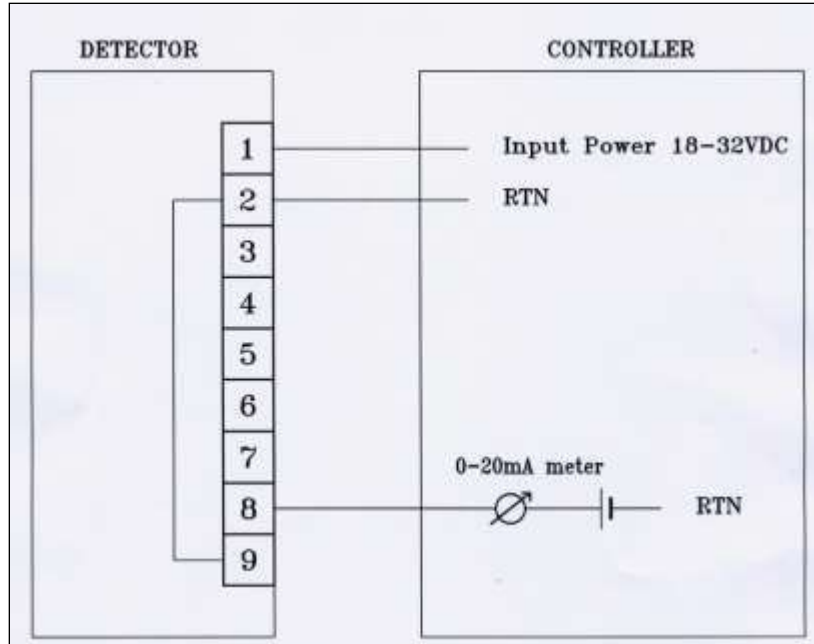 DETECTOR
CONTROLLER
1
Input Power 18-32VDC
2
RTN
3
4
5
6
7
0-20mA meter
8
RTN
9